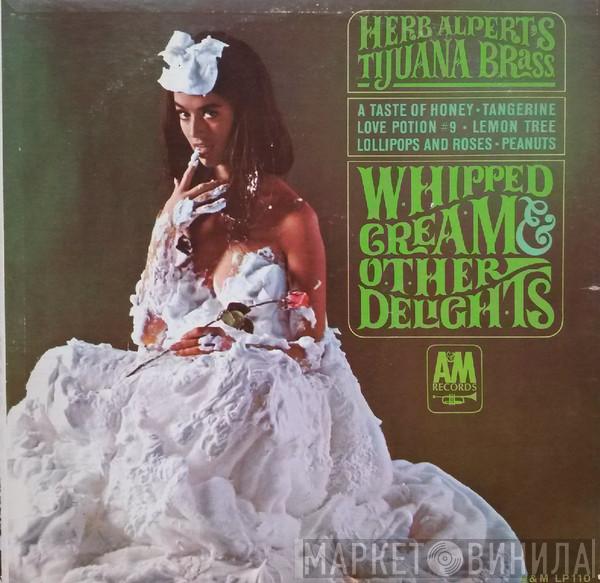 HERB ALPERT'S
TIJUANA BRASS
A TASTE OF HONEY • TANGERINE
LOVE POTION #9 • LEMON TREE
LOLLIPOPS AND ROSES • PEANUTS
WHIPPED
CREAM &
OTHER
DELIGHTS
A&M
RECORDS
МАРКЕТ ВИНИЛА
A&M LP110